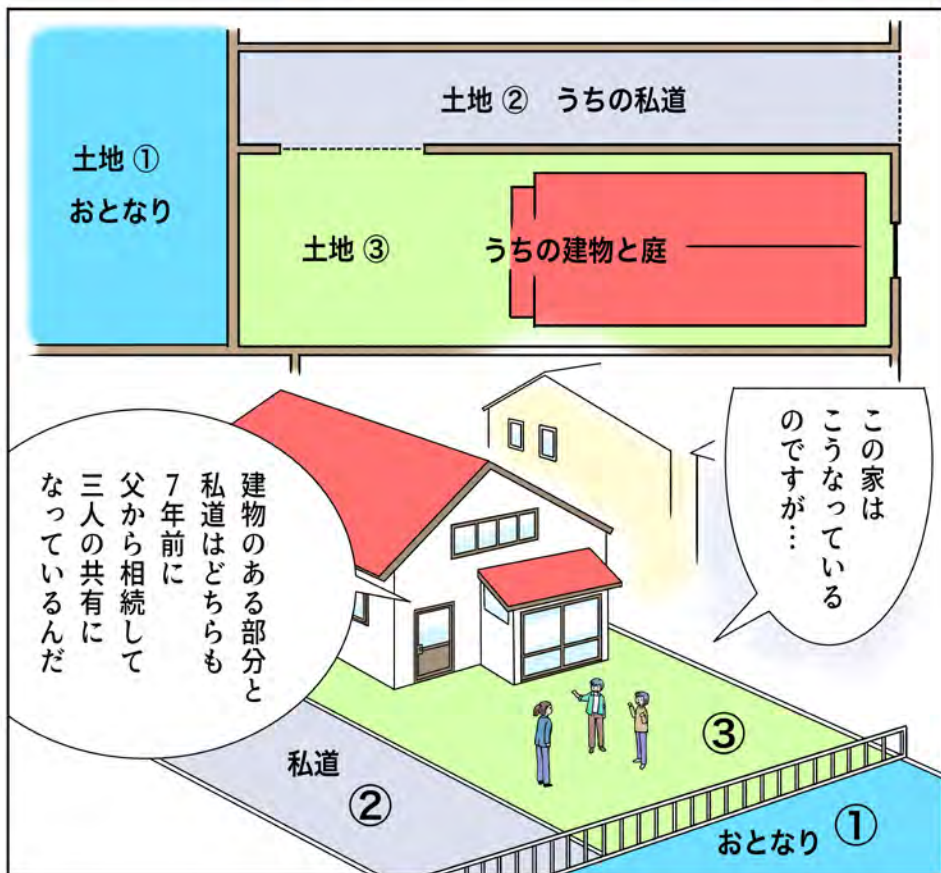 土地 ② うちの私道
土地 ①
おとなり
土地 ③
うちの建物と庭
この家は
こうなっている
のですが…
建物のある部分と
私道はどちらも
7年前に
父から相続して
三人の共有に
なっているんだ
私道
②
③
おとなり ①